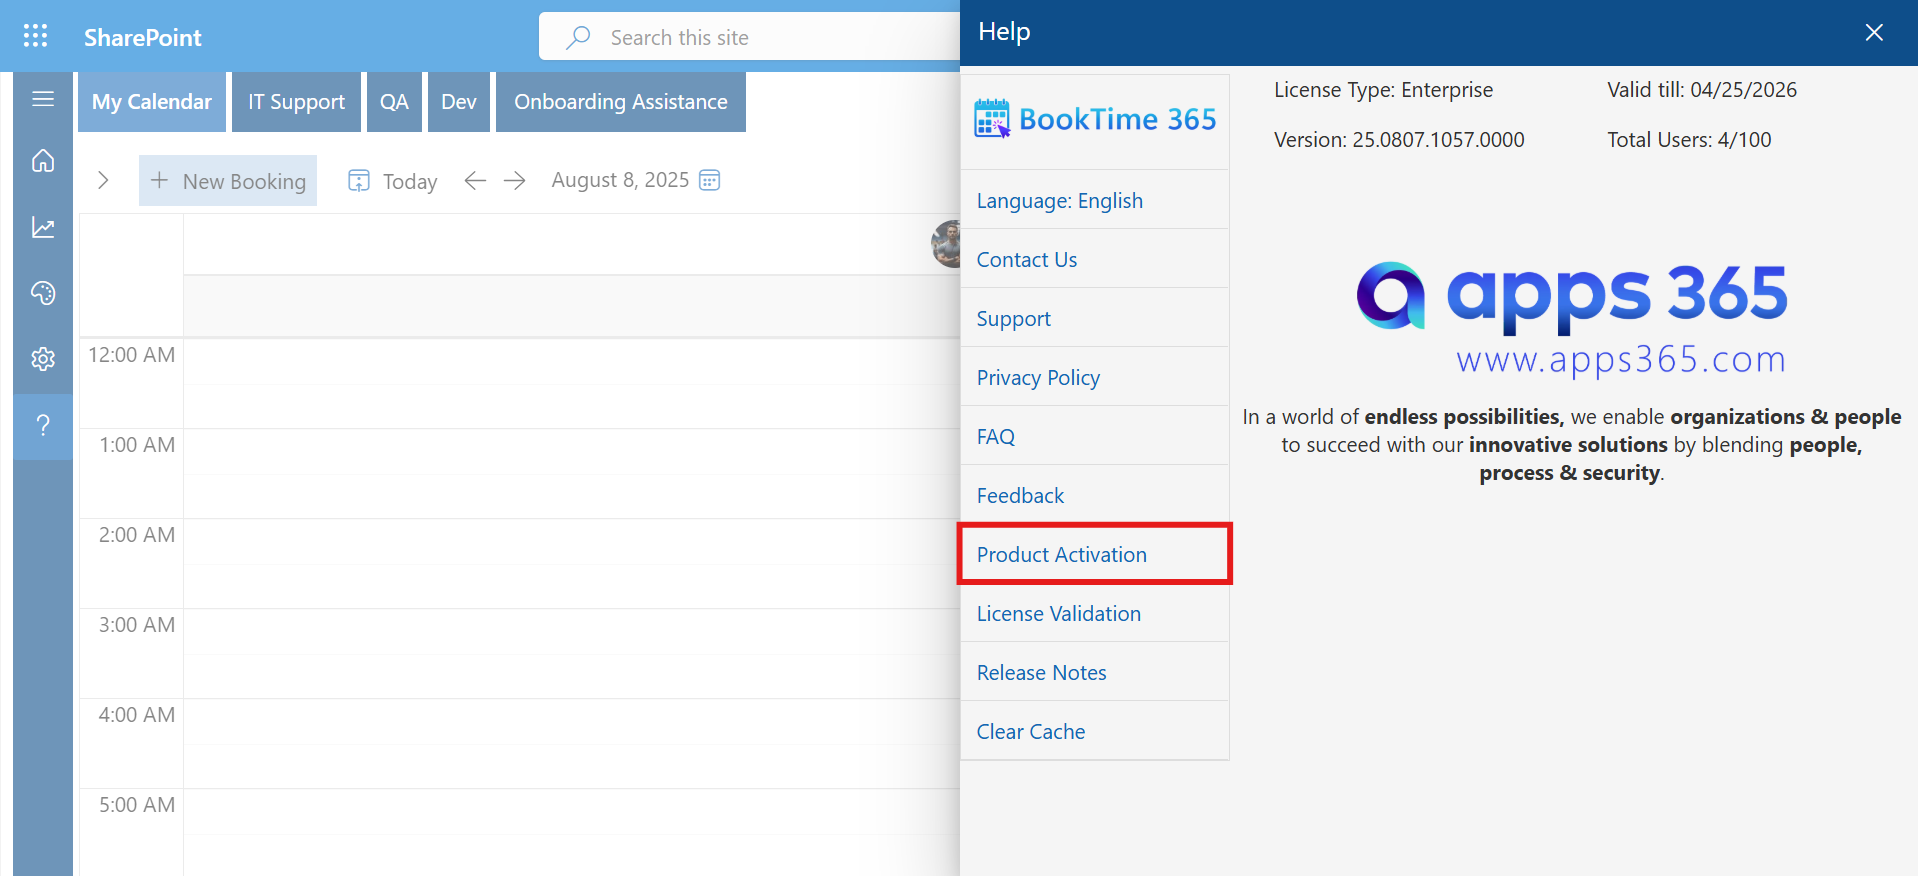 SharePoint
Search this site
My Calendar
IT Support
QA
Dev
Onboarding Assistance
New Booking
Today
August 8, 2025
12:00 AM
1:00 AM
2:00 AM
3:00 AM
4:00 AM
5:00 AM
Help
BookTime 365
Language: English
Contact Us
Support
Privacy Policy
FAQ
Feedback
Product Activation
License Validation
Release Notes
Clear Cache
License Type: Enterprise
Valid till: 04/25/2026
Version: 25.0807.1057.0000
Total Users: 4/100
apps 365
www.apps365.com
In a world of endless possibilities, we enable organizations & people
to succeed with our innovative solutions by blending people,
process & security.